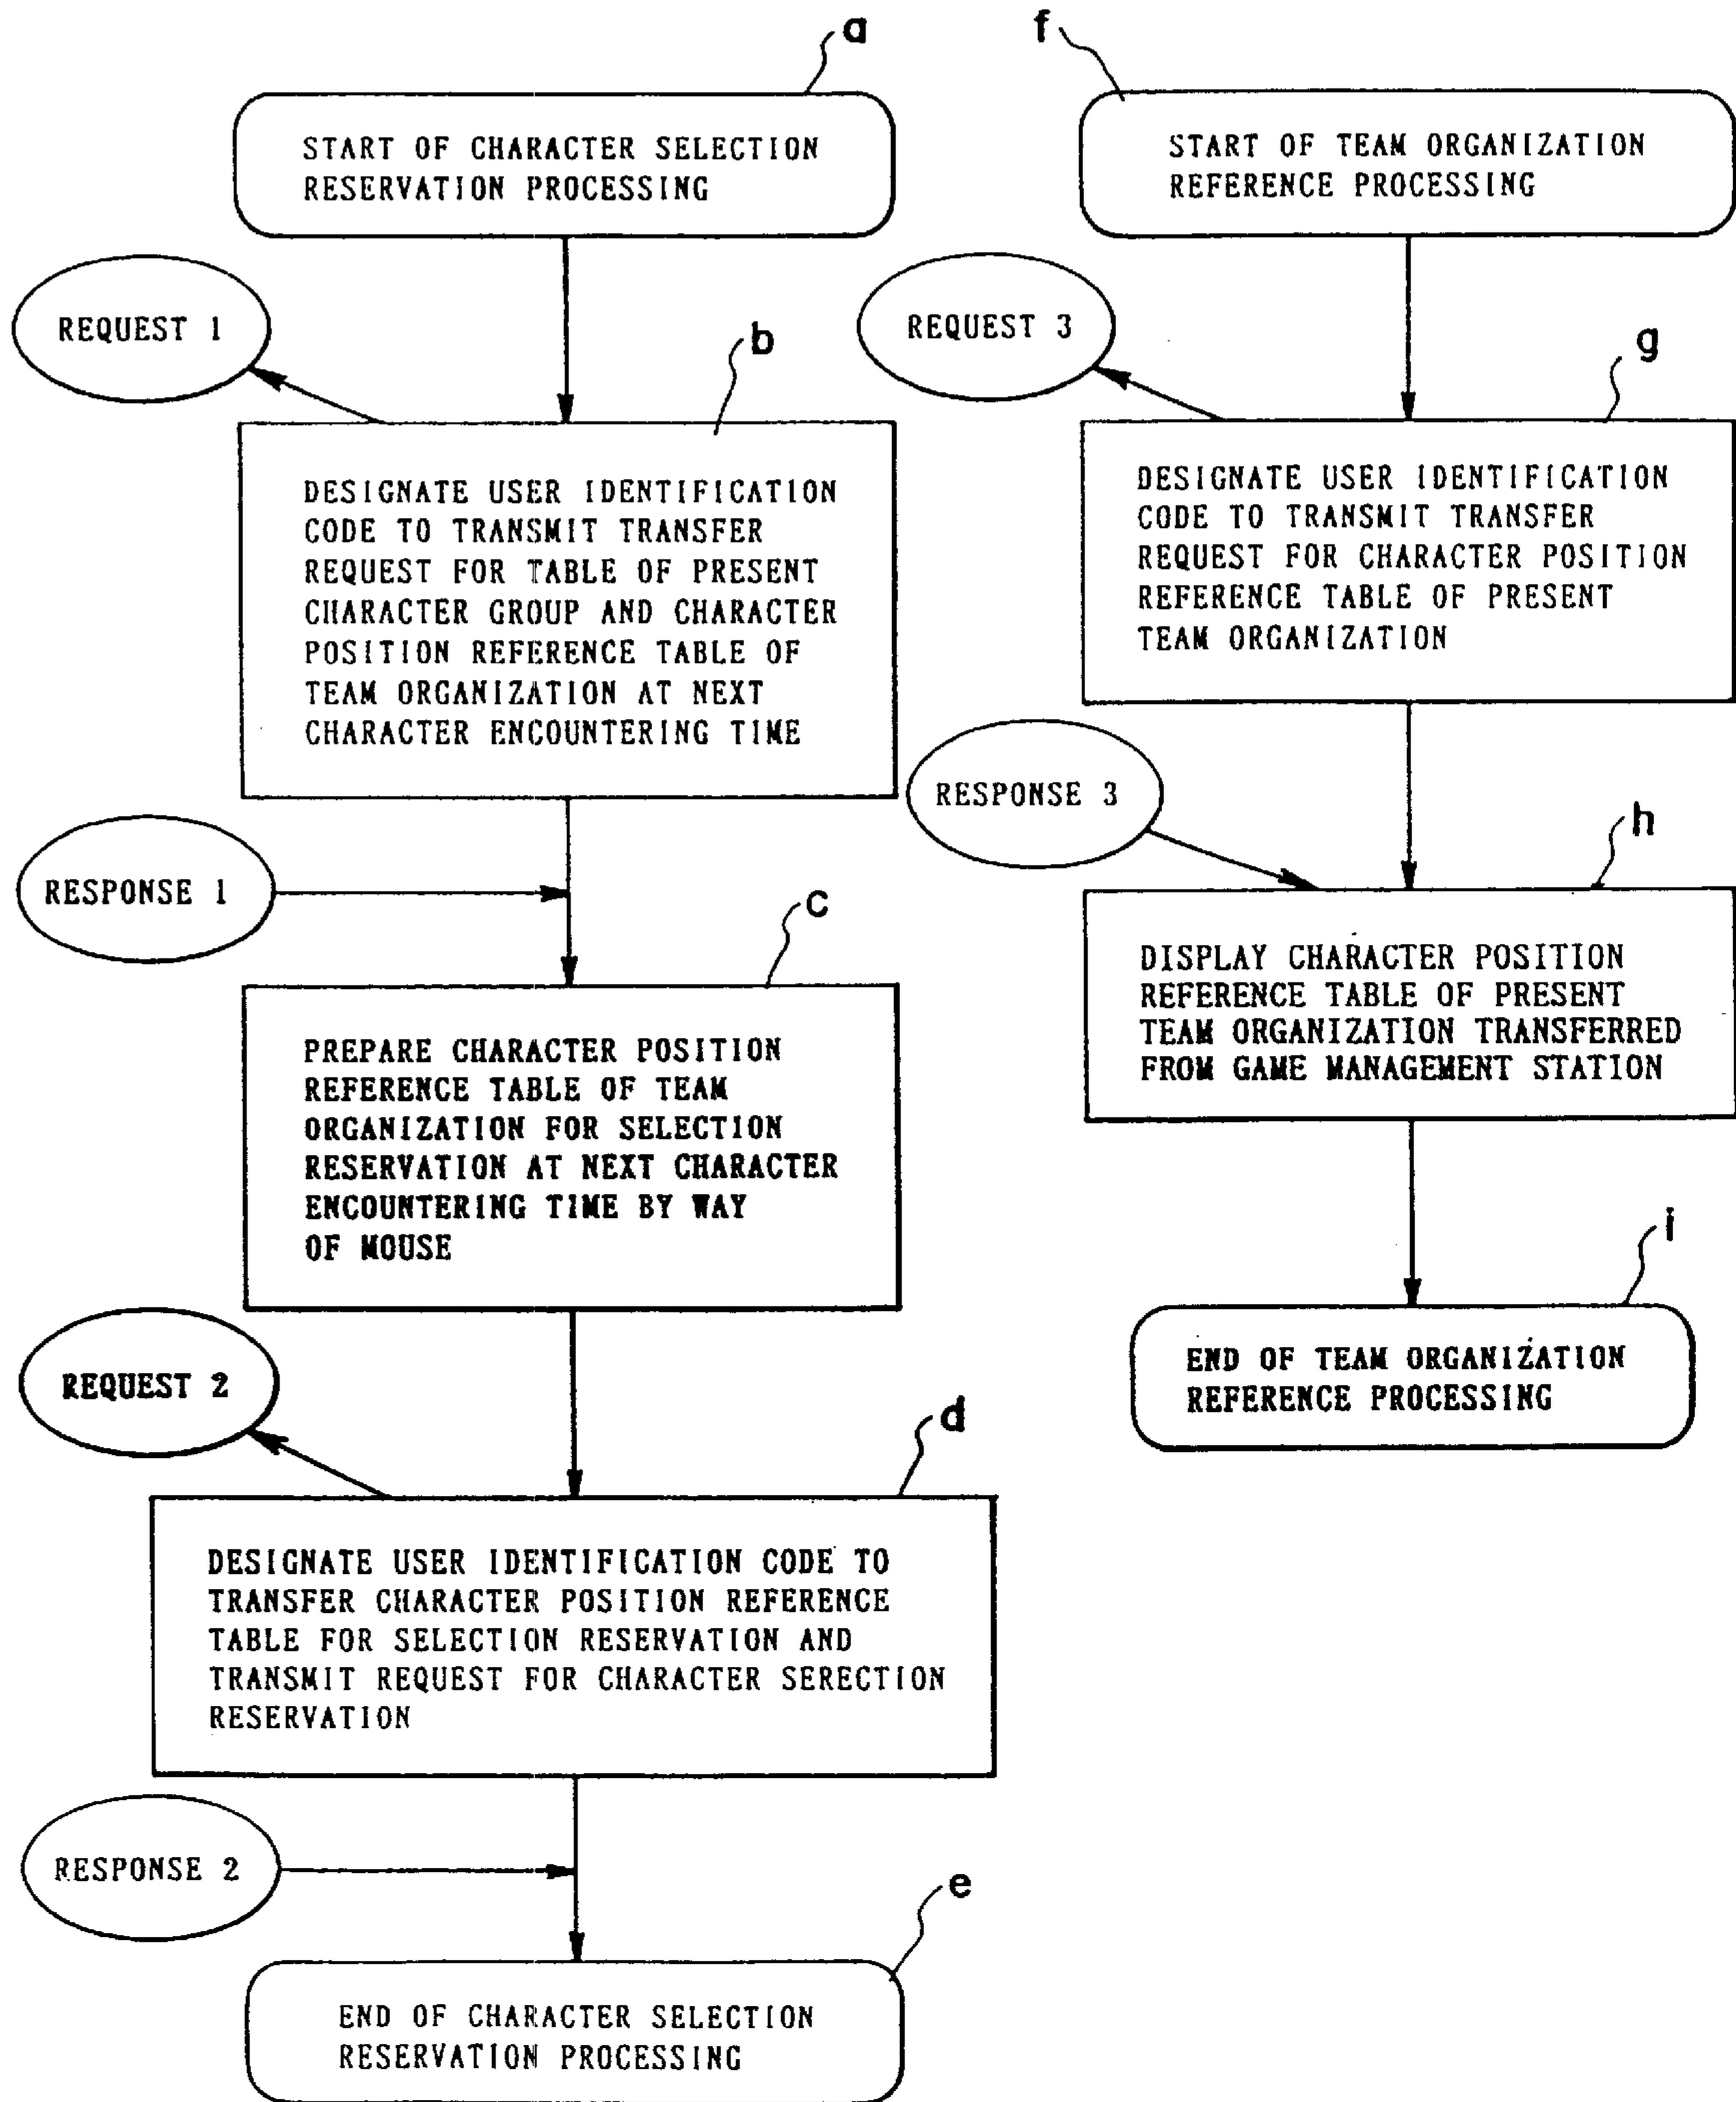 a
START OF CHARACTER SELECTION
RESERVATION PROCESSING
REQUEST 1
b
DESIGNATE USER IDENTIFICATION
CODE TO TRANSMIT TRANSFER
REQUEST FOR TABLE OF PRESENT
CHARACTER GROUP AND CHARACTER
POSITION REFERENCE TABLE OF
TEAM ORGANIZATION AT NEXT
CHARACTER ENCOUNTERING TIME
RESPONSE 1
c
PREPARE CHARACTER POSITION
REFERENCE TABLE OF TEAM
ORGANIZATION FOR SELECTION
RESERVATION AT NEXT CHARACTER
ENCOUNTERING TIME BY WAY
OF MOUSE
REQUEST 2
d
DESIGNATE USER IDENTIFICATION CODE TO
TRANSFER CHARACTER POSITION REFERENCE
TABLE FOR SELECTION RESERVATION AND
TRANSMIT REQUEST FOR CHARACTER SERECTION
RESERVATION
RESPONSE 2
e
END OF CHARACTER SELECTION
RESERVATION PROCESSING
f
START OF TEAM ORGANIZATION
REFERENCE PROCESSING
REQUEST 3
g
DESIGNATE USER IDENTIFICATION
CODE TO TRANSMIT TRANSFER
REQUEST FOR CHARACTER POSITION
REFERENCE TABLE OF PRESENT
TEAM ORGANIZATION
RESPONSE 3
h
DISPLAY CHARACTER POSITION
REFERENCE TABLE OF PRESENT
TEAM ORGANIZATION TRANSFERRED
FROM GAME MANAGEMENT STATION
i
END OF TEAM ORGANIZATION
REFERENCE PROCESSING